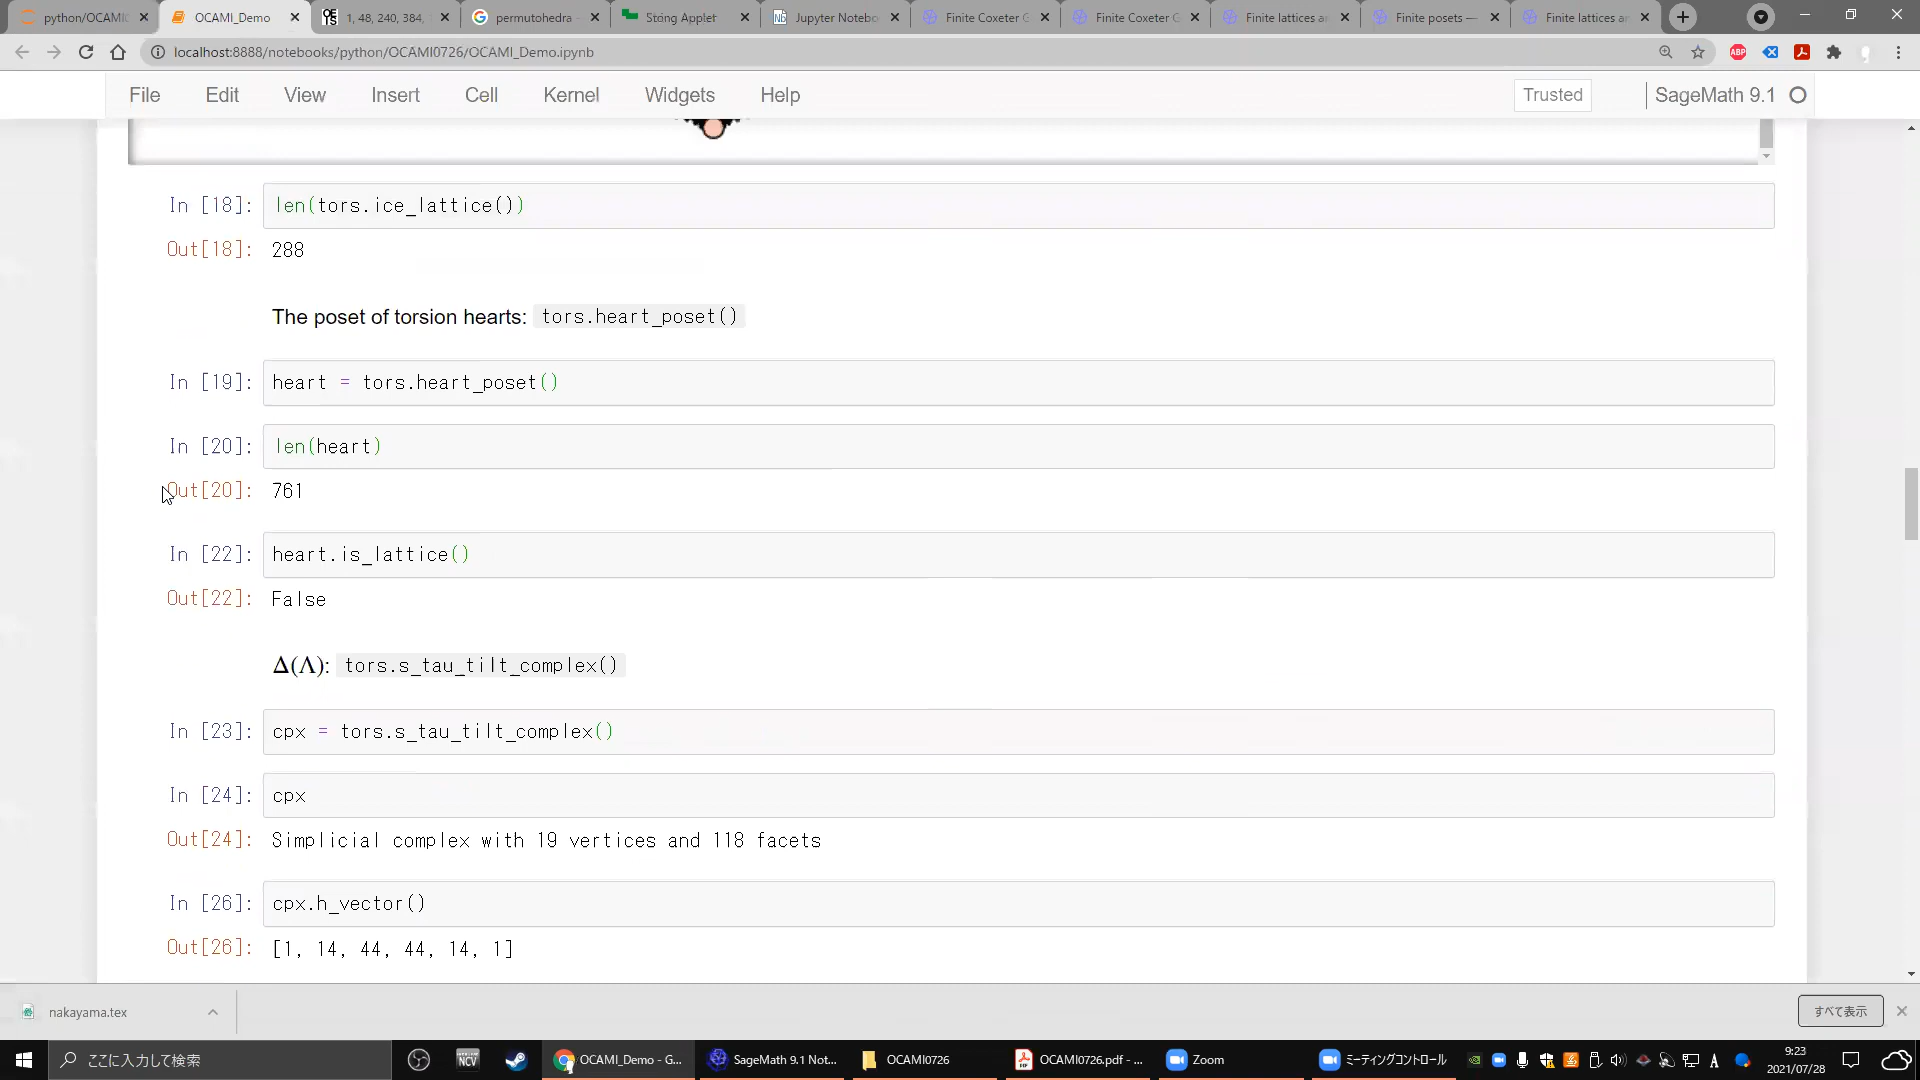 python/OCAMI
OCAMI_Demo
1, 48, 240, 384,
permutohedra -
String Applet
Jupyter Notebo
Finite Coxeter G
Finite Coxeter G
Finite lattices an
Finite posets —
Finite lattices an
localhost:8888/notebooks/python/OCAMI0726/OCAMI_Demo.ipynb
ABP
File Edit View Insert Cell Kernel Widgets Help
Trusted
SageMath 9.1
In [18]: len(tors.ice_lattice())
Out[18]: 288
The poset of torsion hearts: tors.heart_poset()
In [19]: heart = tors.heart_poset()
In [20]: len(heart)
Out[20]: 761
In [22]: heart.is_lattice()
Out[22]: False
Δ(Λ): tors.s_tau_tilt_complex()
In [23]: cpx = tors.s_tau_tilt_complex()
In [24]: cpx
Out[24]: Simplicial complex with 19 vertices and 118 facets
In [26]: cpx.h_vector()
Out[26]: [1, 14, 44, 44, 14, 1]
nakayama.tex
すべて表示
ここに入力して検索
NCV
OCAMI_Demo - G...
SageMath 9.1 Not...
OCAMI0726
OCAMI0726.pdf - ...
Zoom
ミーティングコントロール
A
9:23
2021/07/28